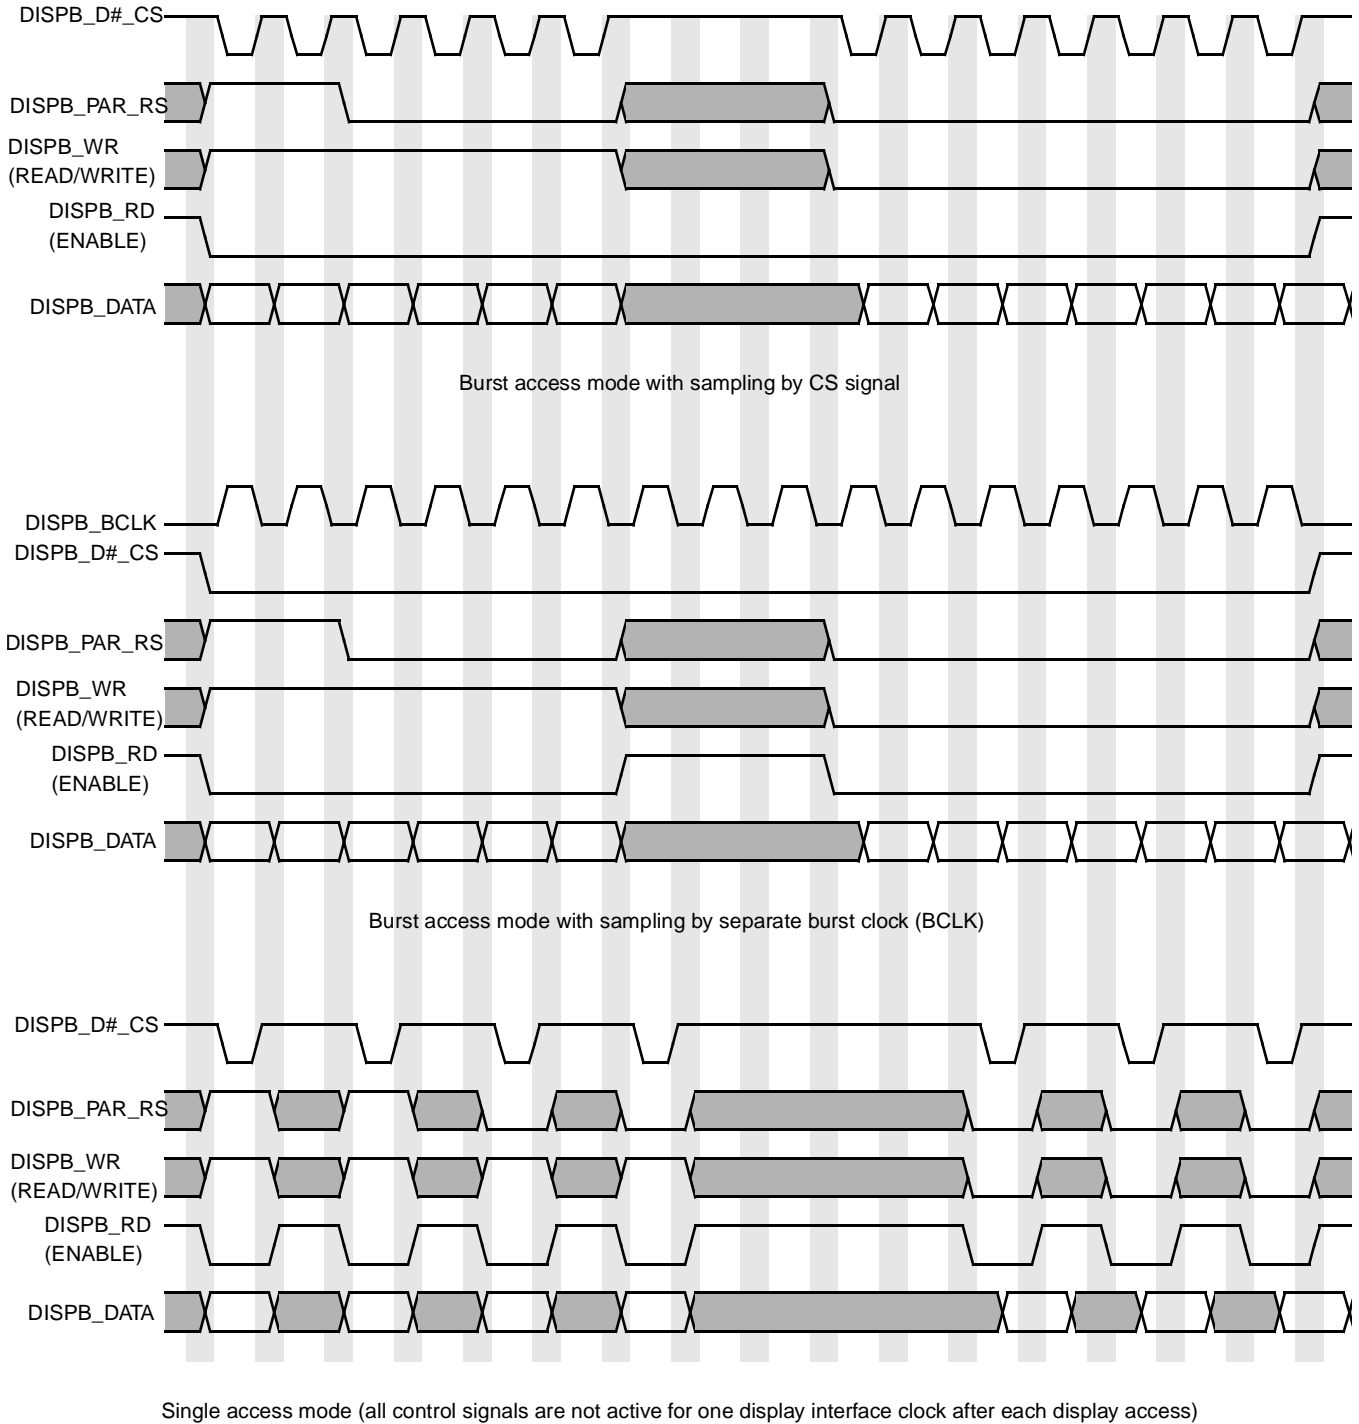 DISPB_D#_CS
DISPB_PAR_RS
DISPB_WR
(READ/WRITE)
DISPB_RD
(ENABLE)
DISPB_DATA
Burst access mode with sampling by CS signal
DISPB_BCLK
DISPB_D#_CS
DISPB_PAR_RS
DISPB_WR
(READ/WRITE)
DISPB_RD
(ENABLE)
DISPB_DATA
Burst access mode with sampling by separate burst clock (BCLK)
DISPB_D#_CS
DISPB_PAR_RS
DISPB_WR
(READ/WRITE)
DISPB_RD
(ENABLE)
DISPB_DATA
Single access mode (all control signals are not active for one display interface clock after each display access)